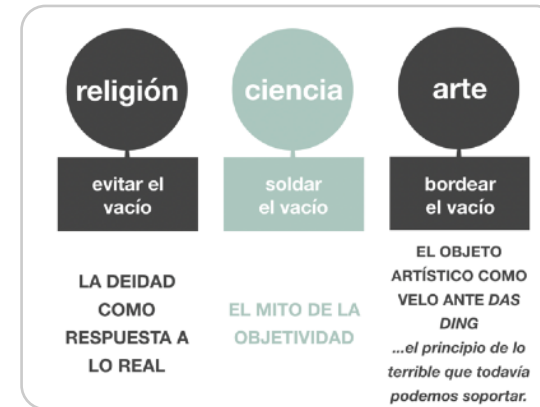 religión
evitar el
vacío
LA DEIDAD
COMO
RESPUESTA A
LO REAL
ciencia
soldar
el vacío
EL MITO DE LA
OBJETIVIDAD
arte
bordear
el vacío
EL OBJETO
ARTÍSTICO COMO
VELO ANTE DAS
DING
...el principio de lo
terrible que todavía
podemos soportar.